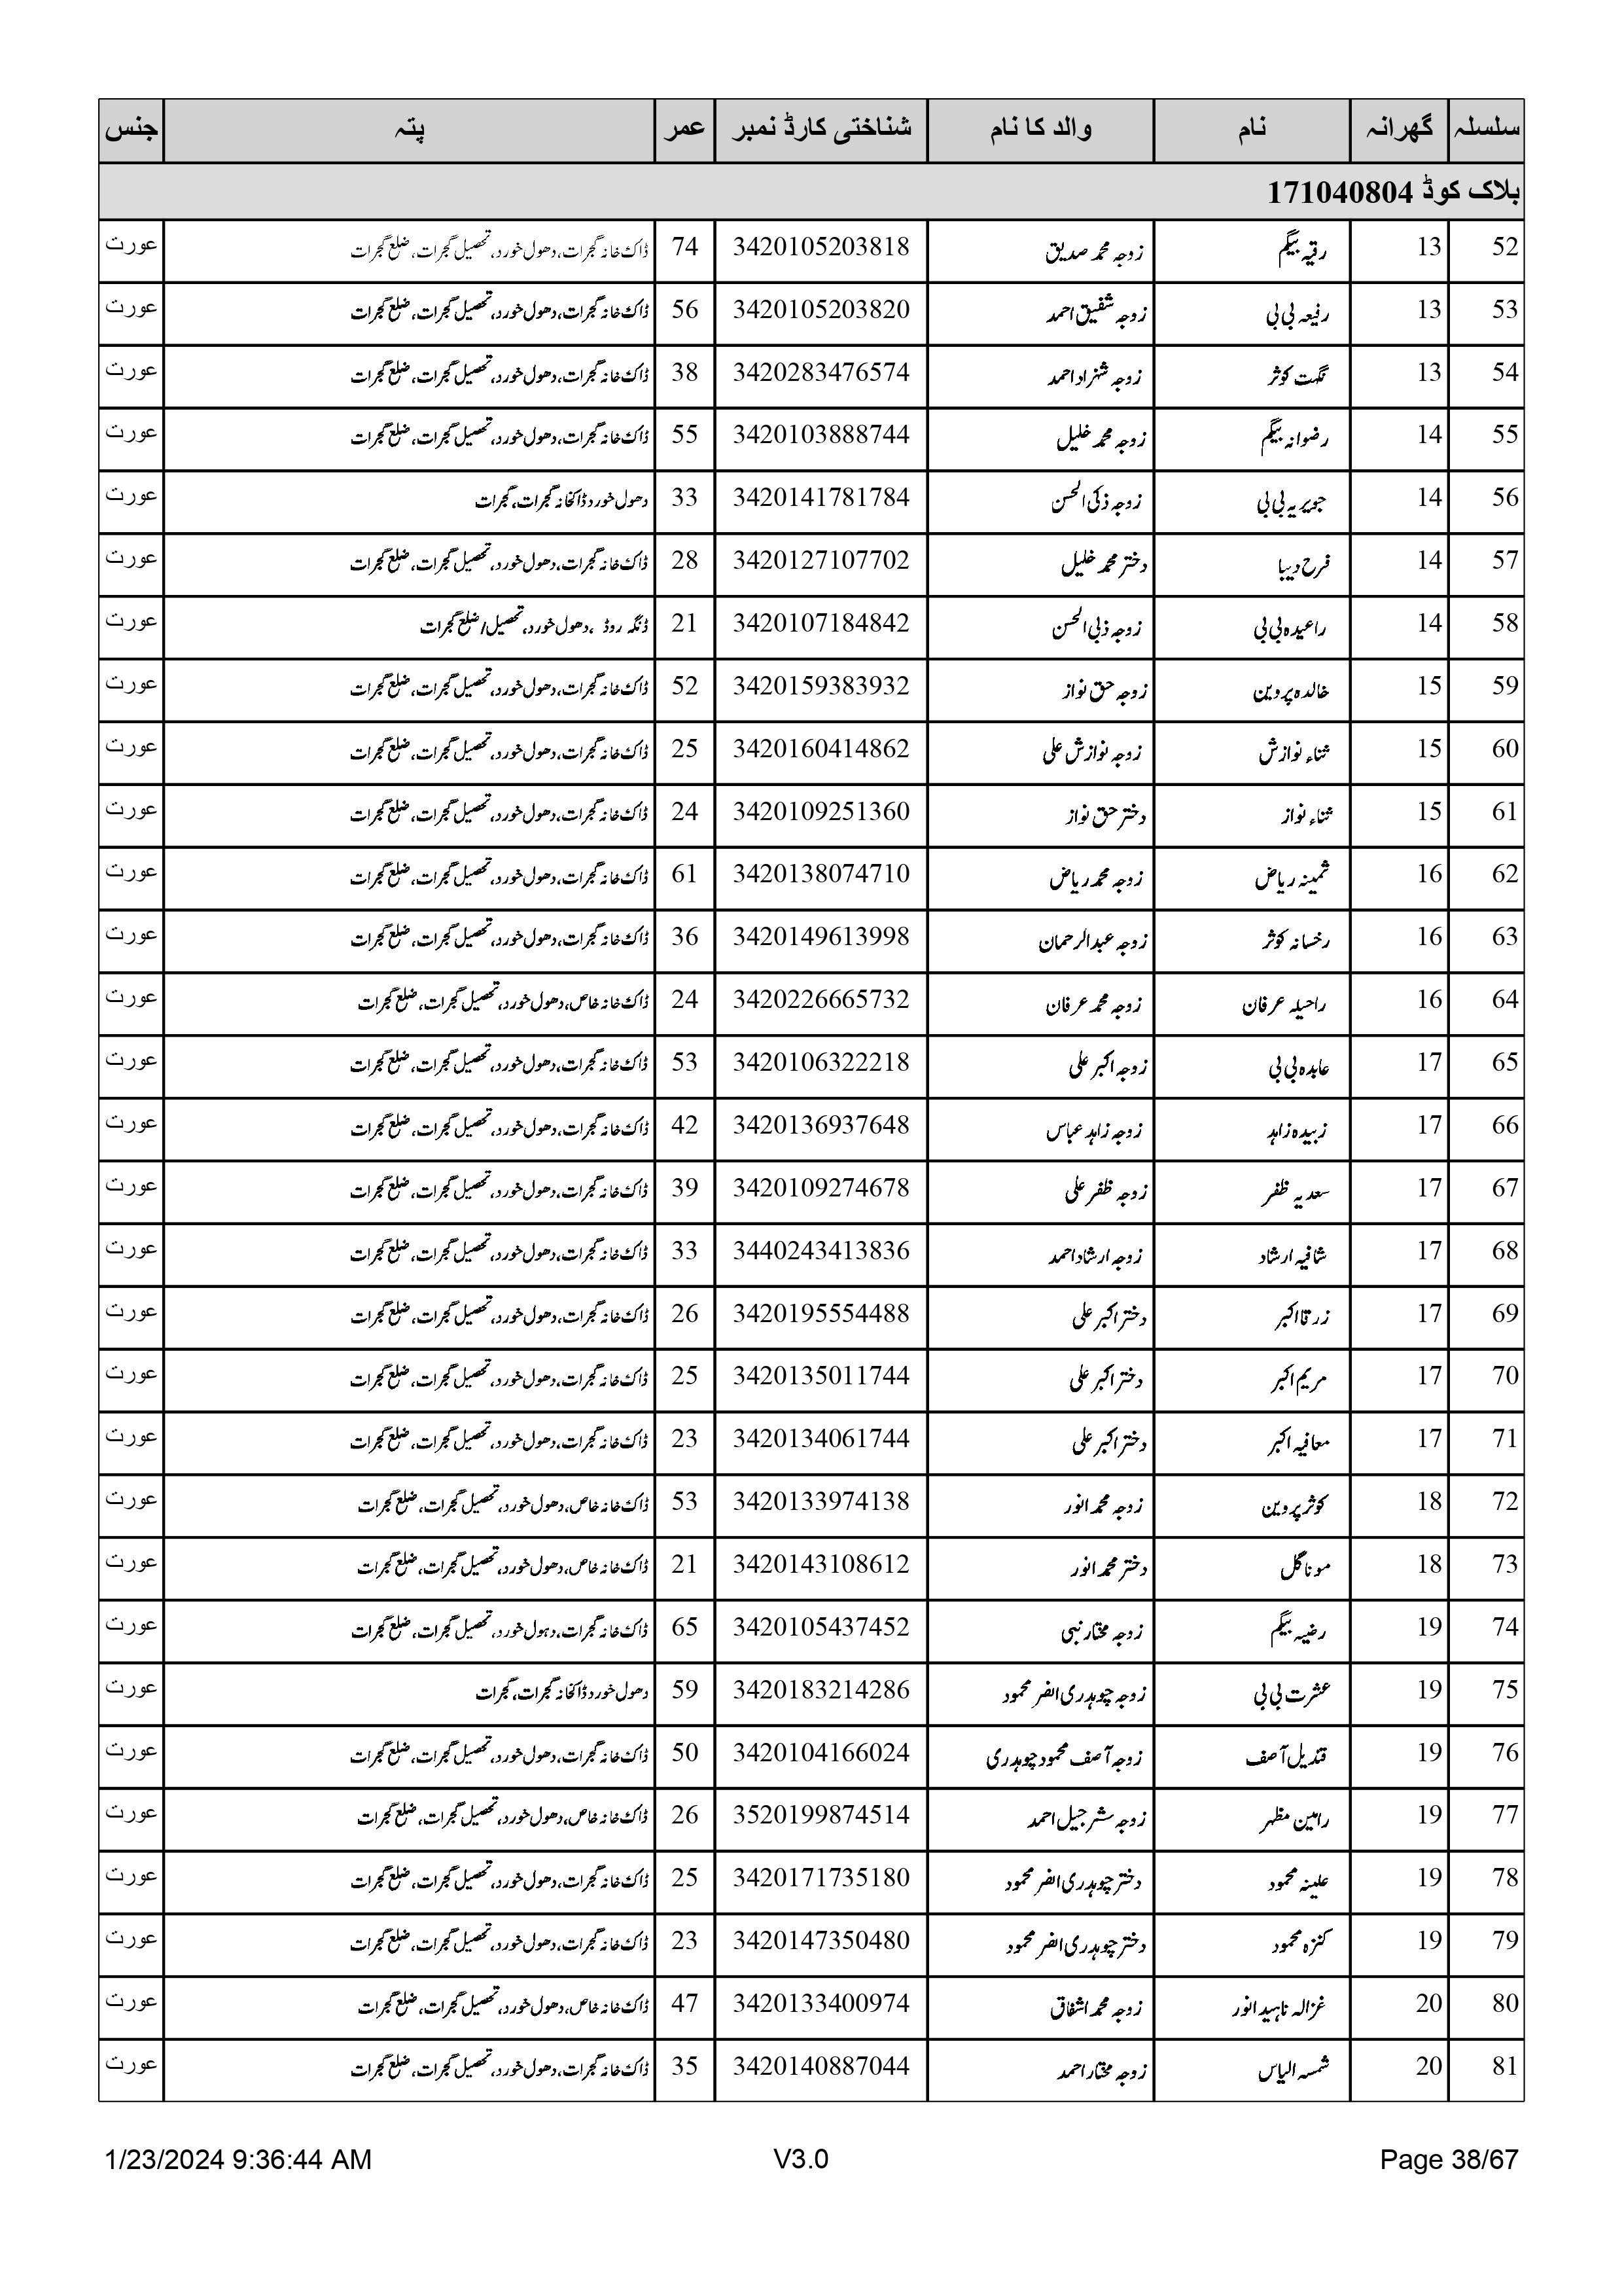 سلسلہ گھرانہ نام والد کا نام شناختی کارڈ نمبر عمر پتہ جنس
بلاک کوڈ 171040804
52 13 رقیہ بیگم زوجہ محمد صدیق 3420105203818 74 ڈاک خانہ گجرات، دھول خورد، تحصیل گجرات، ضلع گجرات عورت
53 13 رفیعہ بی بی زوجہ شفیق احمد 3420105203820 56 ڈاک خانہ گجرات، دھول خورد، تحصیل گجرات، ضلع گجرات عورت
54 13 نگہت کوثر زوجہ شہزاد احمد 3420283476574 38 ڈاک خانہ گجرات، دھول خورد، تحصیل گجرات، ضلع گجرات عورت
55 14 رضوانہ بیگم زوجہ محمد خلیل 3420103888744 55 ڈاک خانہ گجرات، دھول خورد، تحصیل گجرات، ضلع گجرات عورت
56 14 جویریہ بی بی زوجہ ذکی الحسن 3420141781784 33 دھول خورد ڈاکخانہ گجرات، گجرات عورت
57 14 فرح دیبا دختر محمد خلیل 3420127107702 28 ڈاک خانہ گجرات، دھول خورد، تحصیل گجرات، ضلع گجرات عورت
58 14 راعیدہ بی بی زوجہ ذبی الحسن 3420107184842 21 ڈنگہ روڈ ، دھول خورد، تحصیل/ضلع گجرات عورت
59 15 خالدہ پروین زوجہ حق نواز 3420159383932 52 ڈاک خانہ گجرات، دھول خورد، تحصیل گجرات، ضلع گجرات عورت
60 15 ثناء نوازش زوجہ نوازش علی 3420160414862 25 ڈاک خانہ گجرات، دھول خورد، تحصیل گجرات، ضلع گجرات عورت
61 15 ثناء نواز دختر حق نواز 3420109251360 24 ڈاک خانہ گجرات، دھول خورد، تحصیل گجرات، ضلع گجرات عورت
62 16 ثمینہ ریاض زوجہ محمد ریاض 3420138074710 61 ڈاک خانہ گجرات، دھول خورد، تحصیل گجرات، ضلع گجرات عورت
63 16 رخسانہ کوثر زوجہ عبدالرحمان 3420149613998 36 ڈاک خانہ گجرات، دھول خورد، تحصیل گجرات، ضلع گجرات عورت
64 16 راحیلہ عرفان زوجہ محمد عرفان 3420226665732 24 ڈاک خانہ خاص، دھول خورد، تحصیل گجرات، ضلع گجرات عورت
65 17 عابدہ بی بی زوجہ اکبر علی 3420106322218 53 ڈاک خانہ گجرات، دھول خورد، تحصیل گجرات، ضلع گجرات عورت
66 17 زبیدہ زاہد زوجہ زاہد عباس 3420136937648 42 ڈاک خانہ گجرات، دھول خورد، تحصیل گجرات، ضلع گجرات عورت
67 17 سعدیہ ظفر زوجہ ظفر علی 3420109274678 39 ڈاک خانہ گجرات، دھول خورد، تحصیل گجرات، ضلع گجرات عورت
68 17 شافیہ ارشاد زوجہ ارشاد احمد 3440243413836 33 ڈاک خانہ گجرات، دھول خورد، تحصیل گجرات، ضلع گجرات عورت
69 17 زرقا اکبر دختر اکبر علی 3420195554488 26 ڈاک خانہ گجرات، دھول خورد، تحصیل گجرات، ضلع گجرات عورت
70 17 مریم اکبر دختر اکبر علی 3420135011744 25 ڈاک خانہ گجرات، دھول خورد، تحصیل گجرات، ضلع گجرات عورت
71 17 معافیہ اکبر دختر اکبر علی 3420134061744 23 ڈاک خانہ گجرات، دھول خورد، تحصیل گجرات، ضلع گجرات عورت
72 18 کوثر پروین زوجہ محمد انور 3420133974138 53 ڈاک خانہ خاص، دھول خورد، تحصیل گجرات، ضلع گجرات عورت
73 18 مونا گل دختر محمد انور 3420143108612 21 ڈاک خانہ خاص، دھول خورد، تحصیل گجرات، ضلع گجرات عورت
74 19 رضیہ بیگم زوجہ مختار نبی 3420105437452 65 ڈاک خانہ گجرات، دہول خورد، تحصیل گجرات، ضلع گجرات عورت
75 19 عشرت بی بی زوجہ چوہدری انصر محمود 3420183214286 59 دھول خورد ڈاکخانہ گجرات، گجرات عورت
76 19 قندیل آصف زوجہ آصف محمود چوہدری 3420104166024 50 ڈاک خانہ گجرات، دھول خورد، تحصیل گجرات، ضلع گجرات عورت
77 19 رامین مظہر زوجہ شرجیل احمد 3520199874514 26 ڈاک خانہ خاص، دھول خورد، تحصیل گجرات، ضلع گجرات عورت
78 19 علینہ محمود دختر چوہدری انصر محمود 3420171735180 25 ڈاک خانہ گجرات، دھول خورد، تحصیل گجرات، ضلع گجرات عورت
79 19 کنزہ محمود دختر چوہدری انصر محمود 3420147350480 23 ڈاک خانہ گجرات، دھول خورد، تحصیل گجرات، ضلع گجرات عورت
80 20 غزالہ ناہید انور زوجہ محمد اشفاق 3420133400974 47 ڈاک خانہ خاص، دھول خورد، تحصیل گجرات، ضلع گجرات عورت
81 20 شمسہ الیاس زوجہ مختار احمد 3420140887044 35 ڈاک خانہ گجرات، دھول خورد، تحصیل گجرات، ضلع گجرات عورت
1/23/2024 9:36:44 AM V3.0 Page 38/67